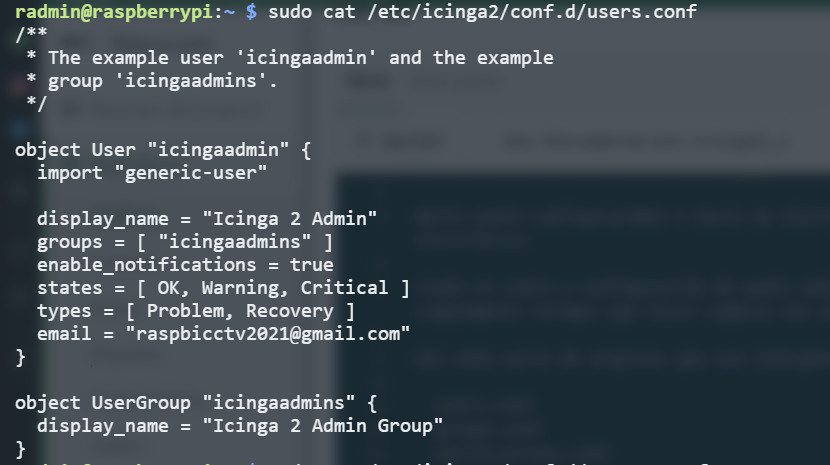 radmin@raspberrypi:~ $ sudo cat /etc/icinga2/conf.d/users.conf
/**
 * The example user 'icingaadmin' and the example
 * group 'icingaadmins'.
 */

object User "icingaadmin" {
  import "generic-user"

  display_name = "Icinga 2 Admin"
  groups = [ "icingaadmins" ]
  enable_notifications = true
  states = [ OK, Warning, Critical ]
  types = [ Problem, Recovery ]
  email = "raspbicctv2021@gmail.com"
}

object UserGroup "icingaadmins" {
  display_name = "Icinga 2 Admin Group"
}